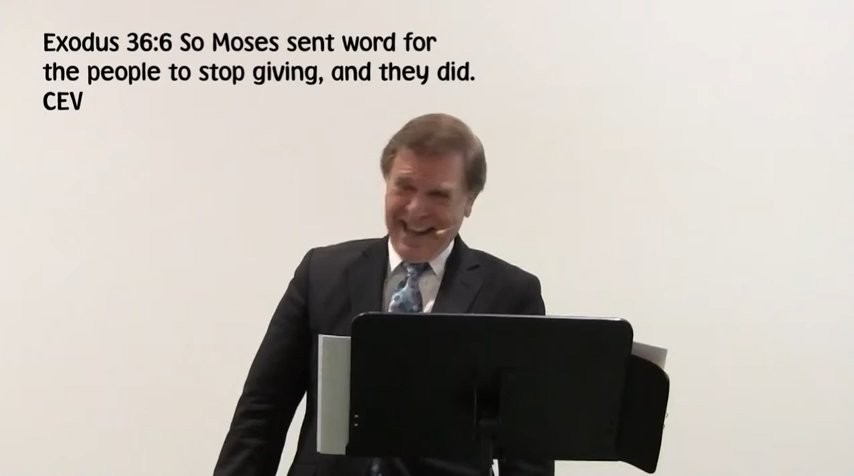 Exodus 36:6 So Moses sent word for
the people to stop giving, and they did.
CEV